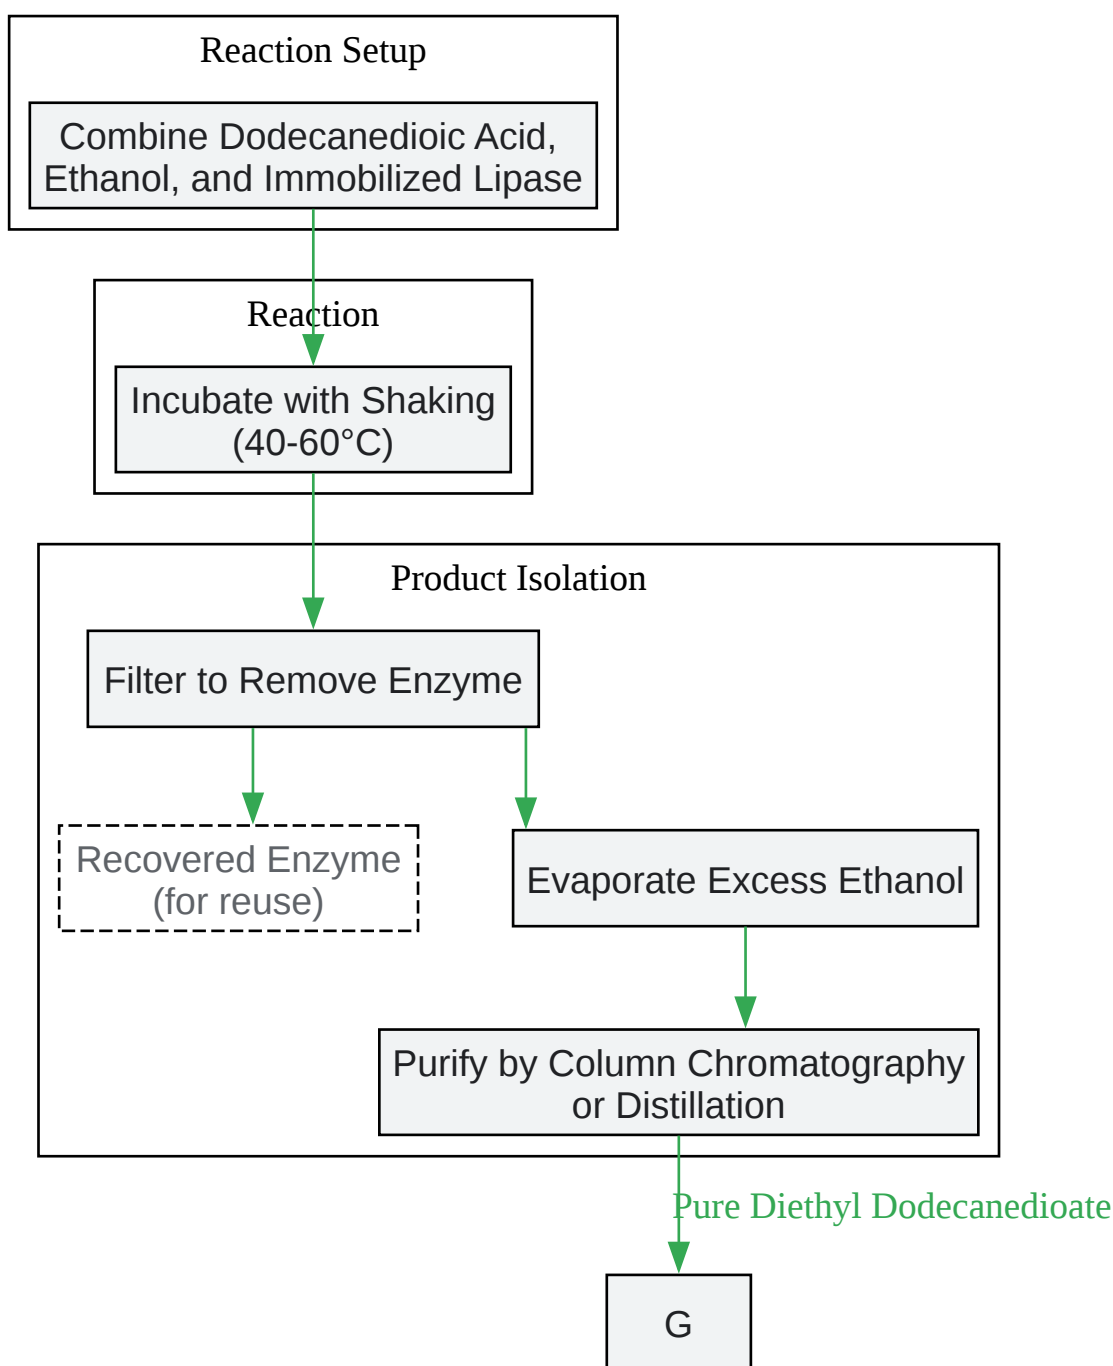 Reaction Setup
Combine Dodecanedioic Acid,
Ethanol, and Immobilized Lipase
Reaction
Incubate with Shaking
(40-60°C)
Product Isolation
Filter to Remove Enzyme
Recovered Enzyme
(for reuse)
Evaporate Excess Ethanol
Purify by Column Chromatography
or Distillation
Pure Diethyl Dodecanedioate
G